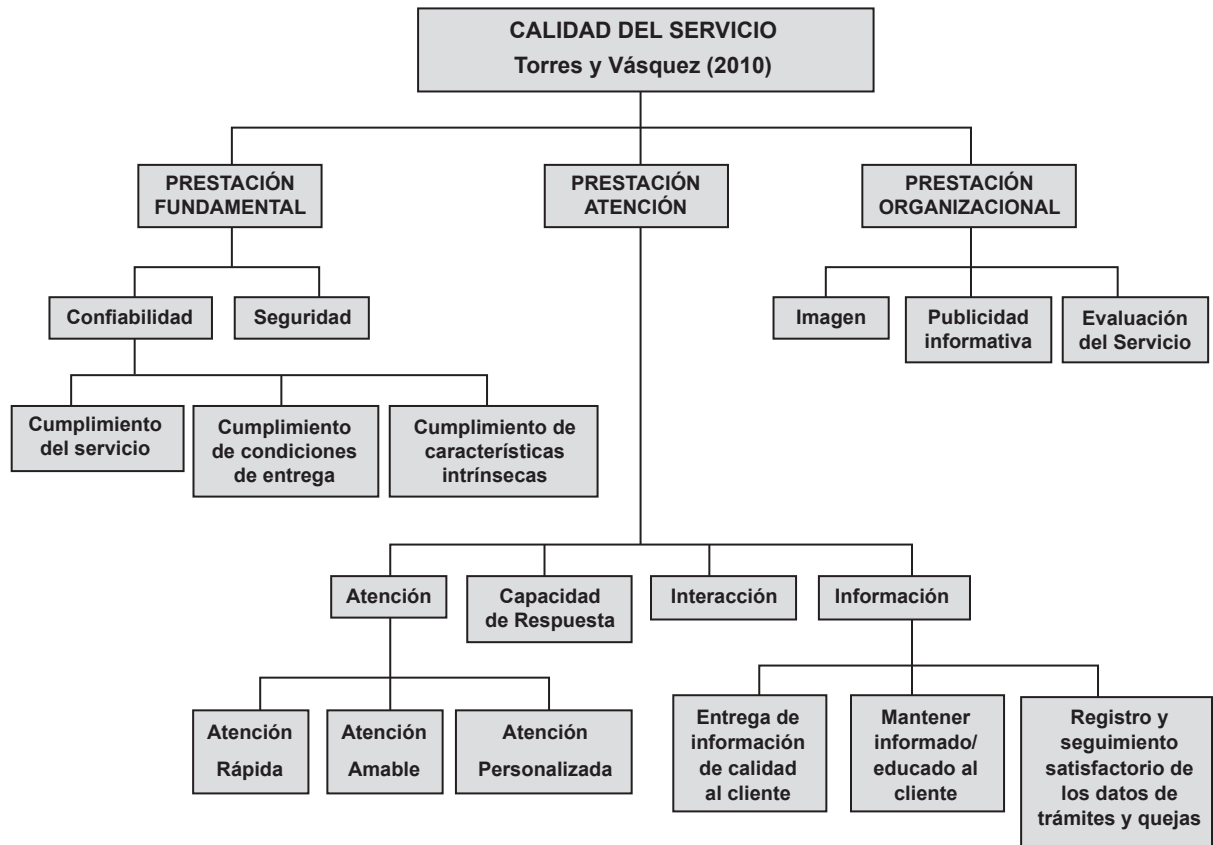 CALIDAD DEL SERVICIO
Torres y Vásquez (2010)
PRESTACIÓN
FUNDAMENTAL
PRESTACIÓN
ATENCIÓN
PRESTACIÓN
ORGANIZACIONAL
Confiabilidad
Seguridad
Imagen
Publicidad
informativa
Evaluación
del Servicio
Cumplimiento
del servicio
Cumplimiento
de condiciones
de entrega
Cumplimiento de
características
intrínsecas
Atención
Capacidad
de Respuesta
Interacción
Información
Atención
Rápida
Atención
Amable
Atención
Personalizada
Entrega de
información
de calidad
al cliente
Mantener
informado/
educado al
cliente
Registro y
seguimiento
satisfactorio de
los datos de
trámites y quejas